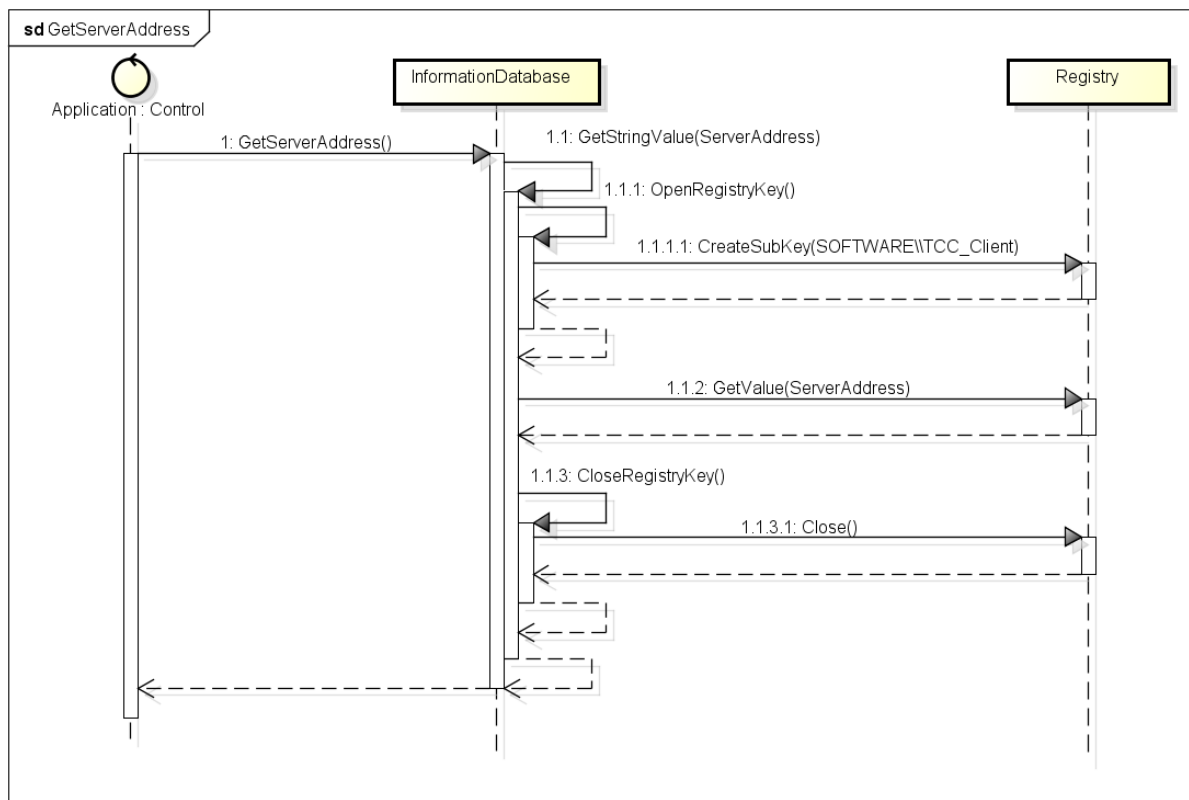 sd GetServerAddress
Application : Control
InformationDatabase
Registry
1: GetServerAddress()
1.1: GetStringValue(ServerAddress)
1.1.1: OpenRegistryKey()
1.1.1.1: CreateSubKey(SOFTWARE\\TCC_Client)
1.1.2: GetValue(ServerAddress)
1.1.3: CloseRegistryKey()
1.1.3.1: Close()